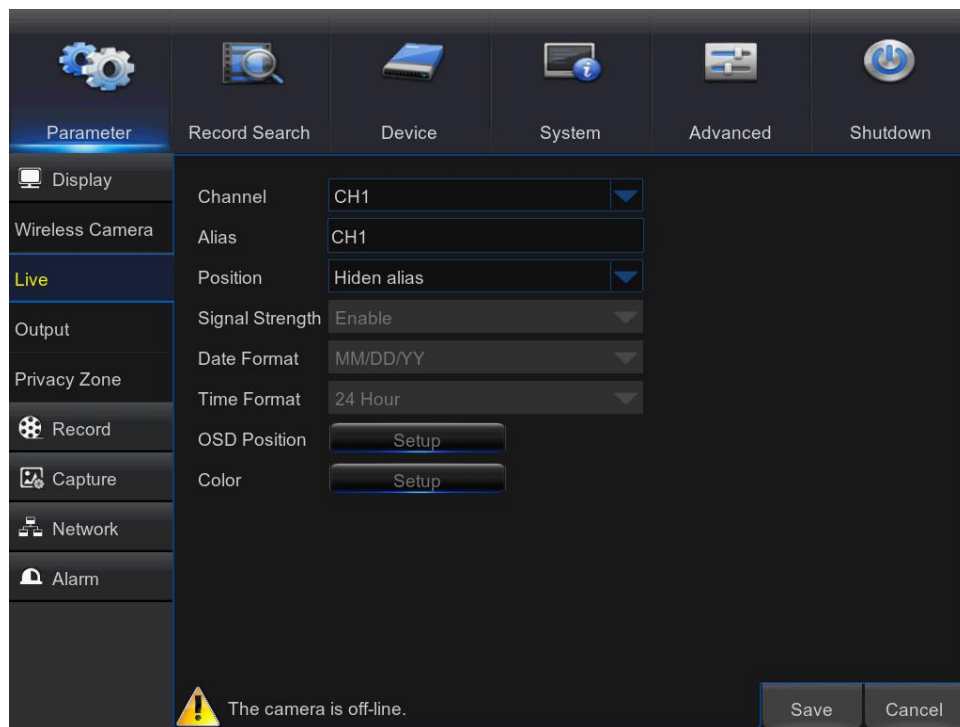 Parameter
Record Search
Device
System
Advanced
Shutdown
Display
Wireless Camera
Live
Output
Privacy Zone
Record
Capture
Network
Alarm
Channel CH1
Alias CH1
Position Hiden alias
Signal Strength Enable
Date Format MM/DD/YY
Time Format 24 Hour
OSD Position Setup
Color Setup
The camera is off-line.
Save
Cancel